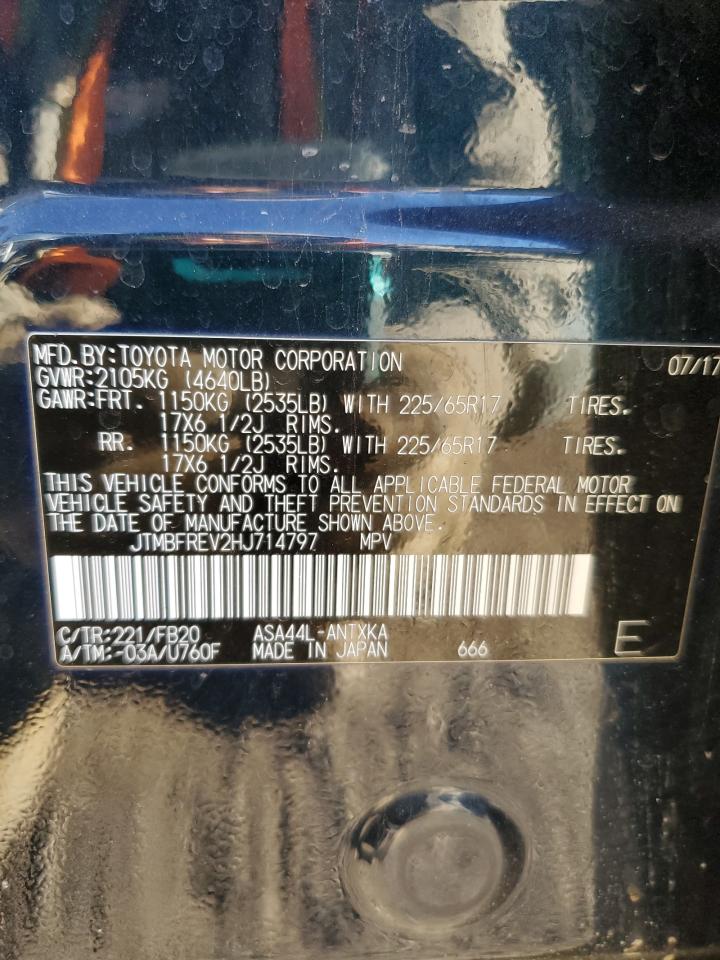 MFD.BY:TOYOTA MOTOR CORPORATION 07/17
GVWR:2105KG (4640LB)
GAWR:FRT. 1150KG (2535LB) WITH 225/65R17 TIRES.
17X6 1/2J RIMS.
RR. 1150KG (2535LB) WITH 225/65R17 TIRES.
17X6 1/2J RIMS.
THIS VEHICLE CONFORMS TO ALL APPLICABLE FEDERAL MOTOR
VEHICLE SAFETY AND THEFT PREVENTION STANDARDS IN EFFECT ON
THE DATE OF MANUFACTURE SHOWN ABOVE.
JTMBFREV2HJ714797 MPV
C/TR:221/FB20 ASA44L-ANTXKA
A/TM:-03A/U760F MADE IN JAPAN 666 E